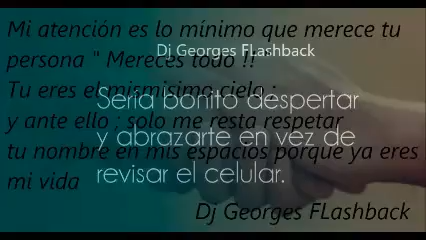 Mi atención es lo mínimo que merece tu
persona " Mereces todo !!
Tu eres el mismisimo cielo ;
y ante ello ; solo me resta respetar
tu nombre en mis espacios porque ya eres
mi vida
Dj Georges FLashback
Dj Georges FLashback
Sería bonito despertar
y abrazarte en vez de
revisar el celular.